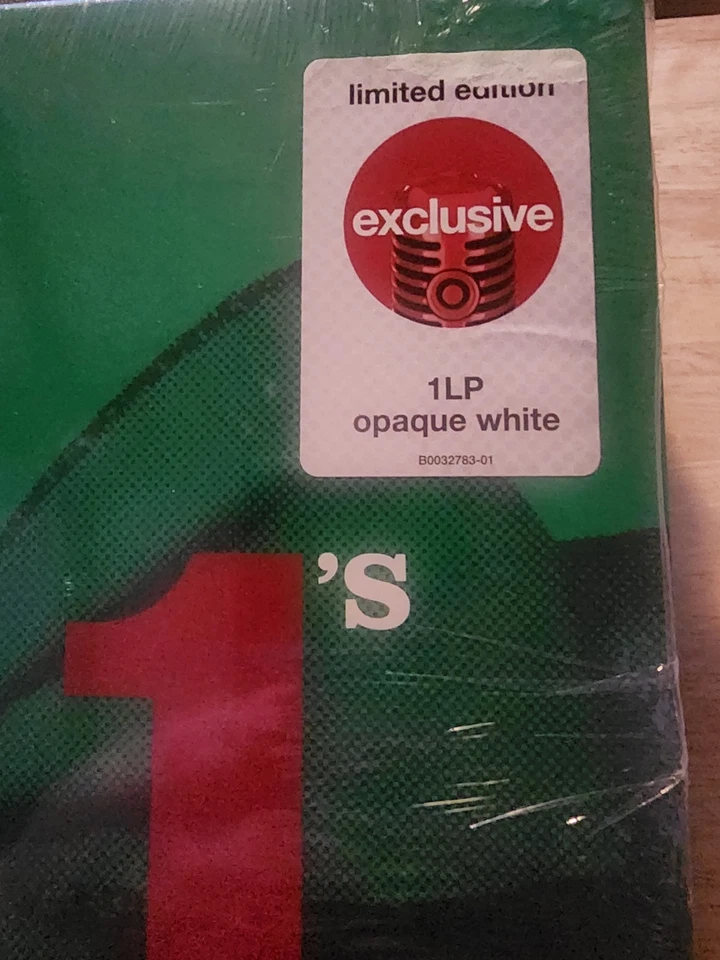 limited edition
exclusive
1LP
opaque white
B0032783-01
1's